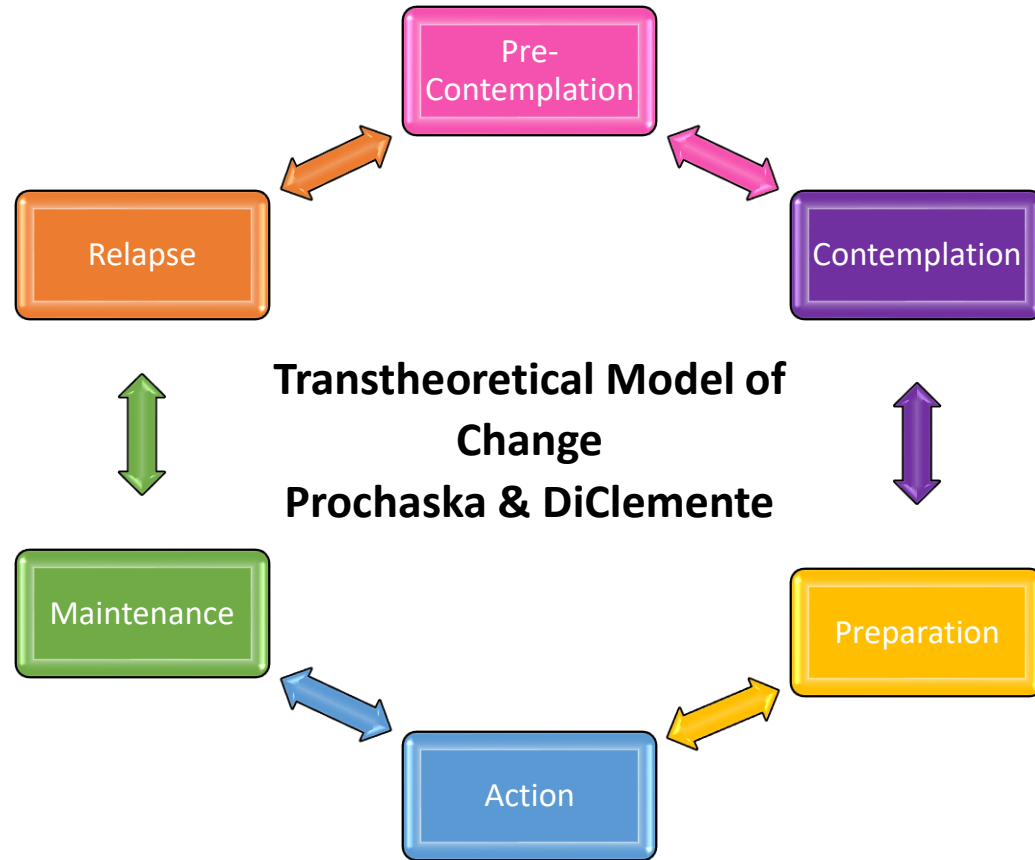 Pre-
Contemplation
Relapse
Contemplation
Transtheoretical Model of
Change
Prochaska & DiClemente
Maintenance
Preparation
Action